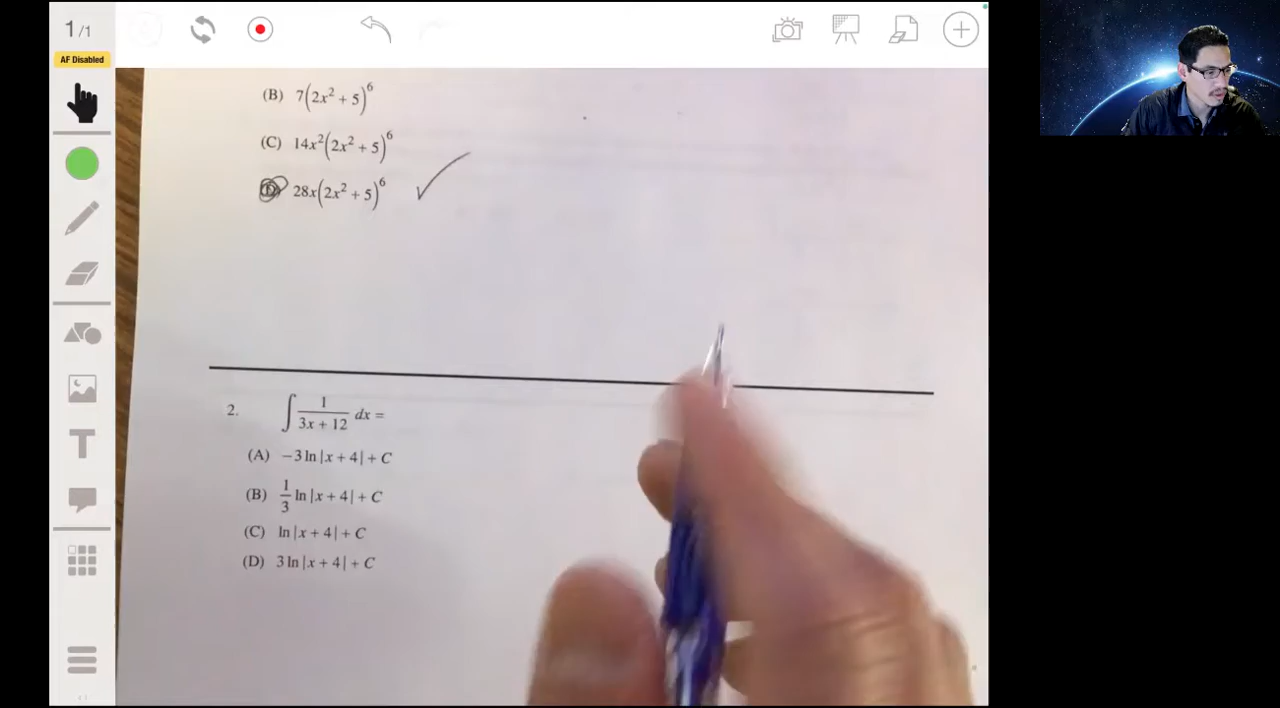 1/1
AF Disabled
(B) 7(2x² + 5)⁶
(C) 14x²(2x² + 5)⁶
(D) 28x(2x² + 5)⁶ ✓
2. ∫ 1/(3x + 12) dx =
(A) −3 ln|x + 4| + C
(B) 1/3 ln|x + 4| + C
(C) ln|x + 4| + C
(D) 3 ln|x + 4| + C
T